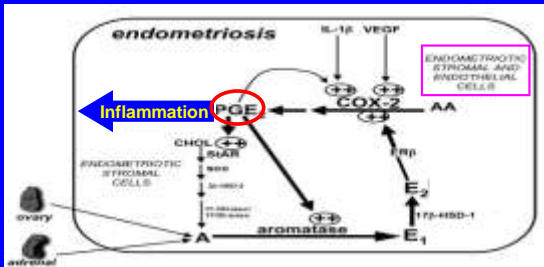 endometriosis
IL-1β VEGF
ENDOMETRIOTIC
STROMAL AND
ENDOTHELIAL
CELLS
++ ++
Inflammation
PGE
COX-2
AA
++
CHOL ++
StAR
ERβ
ENDOMETRIOTIC
STROMAL
CELLS
scc
E2
ovary
++
17β-HSD-1
A
aromatase
E1
adrenal